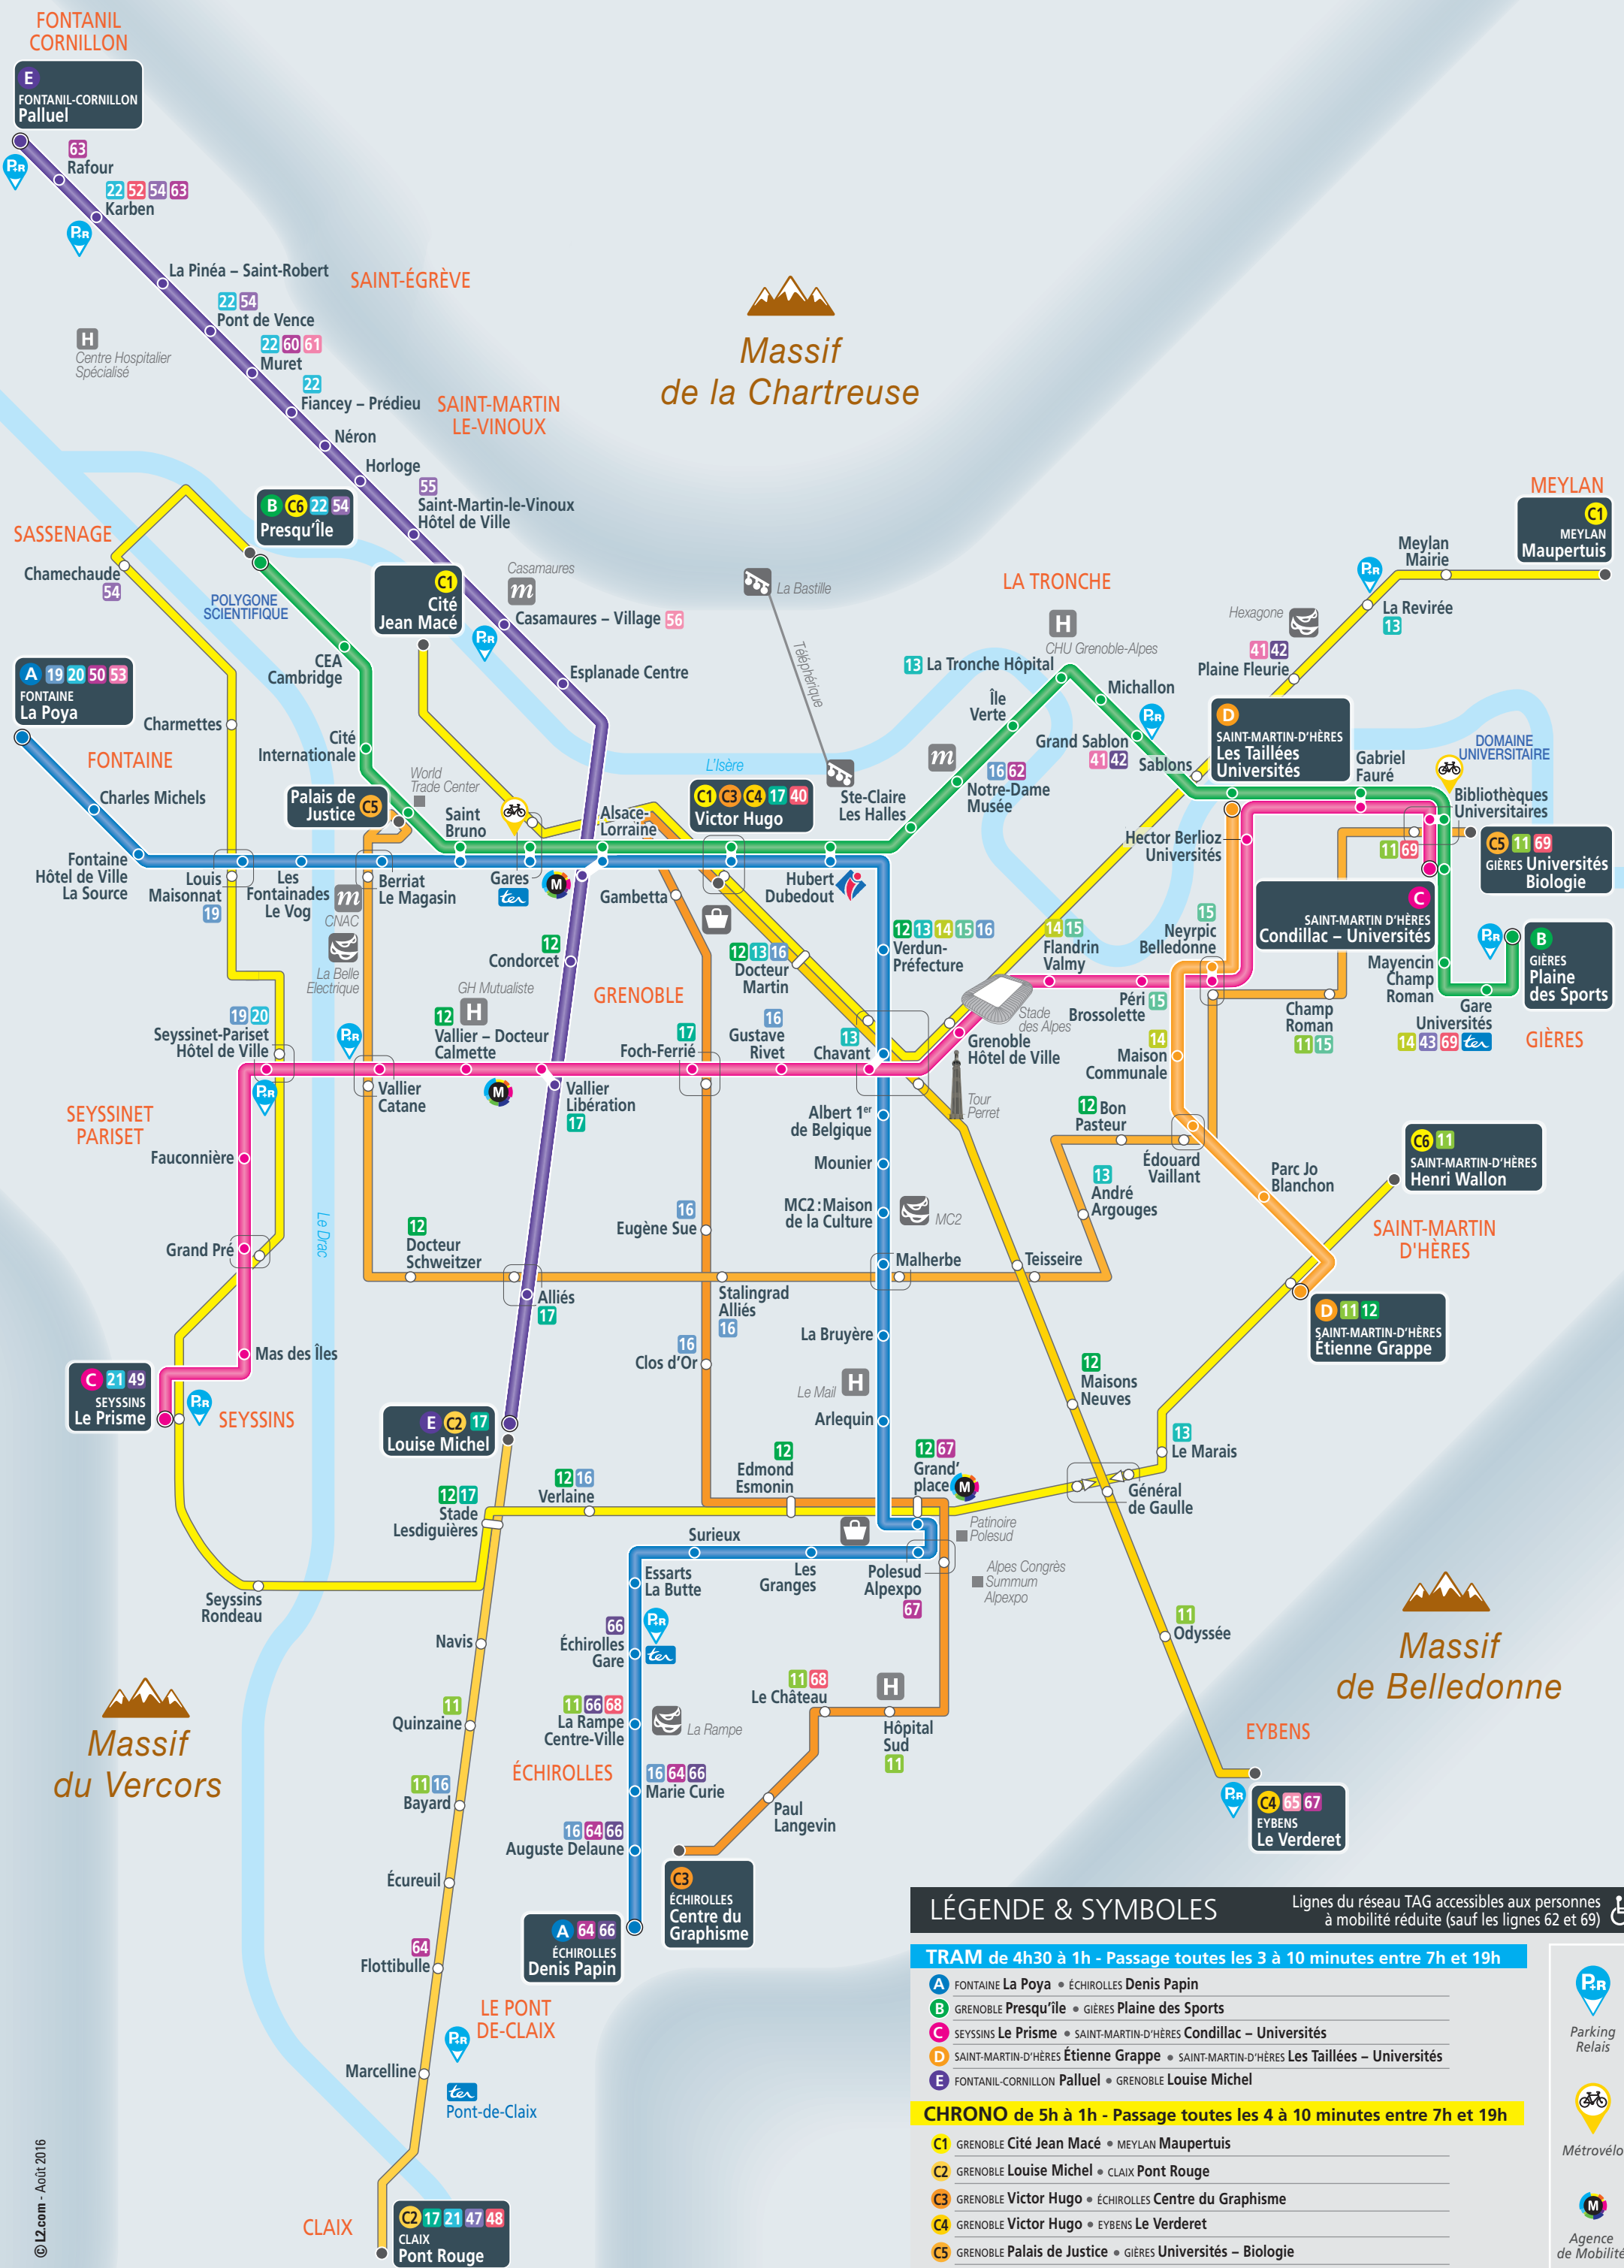 FONTANIL
CORNILLON
E
FONTANIL-CORNILLON
Palluel
P+R
63
Rafour
22 52 54 63
Karben
P+R
La Pinéa – Saint-Robert
SAINT-ÉGRÈVE
22 54
Pont de Vence
H
Centre Hospitalier
Spécialisé
22 60 61
Muret
22
Fiancey – Prédieu
SAINT-MARTIN
LE-VINOUX
Néron
Horloge
55
Saint-Martin-le-Vinoux
Hôtel de Ville
Massif
de la Chartreuse
B C6 22 54
Presqu'Île
SASSENAGE
Chamechaude
54
POLYGONE
SCIENTIFIQUE
C1
Cité
Jean Macé
Casamaures
m
Casamaures – Village 56
P+R
Esplanade Centre
La Bastille
Téléphérique
LA TRONCHE
H
CHU Grenoble-Alpes
13 La Tronche Hôpital
Michallon
Île
Verte
P+R
Grand Sablon
41 42
Sablons
MEYLAN
C1
MEYLAN
Maupertuis
Meylan
Mairie
P+R
La Revirée
13
Hexagone
41 42
Plaine Fleurie
A 19 20 50 53
FONTAINE
La Poya
FONTAINE
Charles Michels
CEA
Cambridge
Charmettes
Cité
Internationale
World
Trade Center
Palais de
Justice C5
Saint
Bruno
Alsace-
Lorraine
L'Isère
C1 C3 C4 17 40
Victor Hugo
m
16 62
Notre-Dame
Musée
Ste-Claire
Les Halles
D
SAINT-MARTIN-D'HÈRES
Les Taillées
Universités
Gabriel
Fauré
DOMAINE
UNIVERSITAIRE
Bibliothèques
Universitaires
Hector Berlioz
Universités
11 69
C5 11 69
GIÈRES Universités
Biologie
Fontaine
Hôtel de Ville
La Source
Louis
Maisonnat
19
Les
Fontainades
Le Vog
m
CNAC
Berriat
Le Magasin
Gares
ter
M
Gambetta
Hubert
Dubedout
La Belle
Electrique
12
Condorcet
12 13 16
Docteur
Martin
12 13 14 15 16
Verdun-
Préfecture
14 15
Flandrin
Valmy
15
Neyrpic
Belledonne
C
SAINT-MARTIN D'HÈRES
Condillac – Universités
P+R
B
GIÈRES
Plaine
des Sports
Mayencin
Champ
Roman
Gare
Universités
14 43 69 ter
GIÈRES
GH Mutualiste
GRENOBLE
19 20
Seyssinet-Pariset
Hôtel de Ville
P+R
P+R
12 H
Vallier – Docteur
Calmette
M
17
Foch-Ferrié
16
Gustave
Rivet
13
Chavant
Stade
des Alpes
Grenoble
Hôtel de Ville
Péri 15
Brossolette
14
Maison
Communale
Champ
Roman
11 15
Vallier
Catane
Vallier
Libération
17
Tour
Perret
Albert 1er
de Belgique
12 Bon
Pasteur
SEYSSINET
PARISET
Fauconnière
Mounier
Édouard
Vaillant
C6 11
SAINT-MARTIN-D'HÈRES
Henri Wallon
Parc Jo
Blanchon
13
André
Argouges
16
Eugène Sue
MC2 : Maison
de la Culture
MC2
SAINT-MARTIN
D'HÈRES
Le Drac
Grand Pré
12
Docteur
Schweitzer
Malherbe
Teisseire
Alliés
17
Stalingrad
Alliés
16
D 11 12
SAINT-MARTIN-D'HÈRES
Étienne Grappe
La Bruyère
Mas des Îles
16
Clos d'Or
C 21 49
SEYSSINS
Le Prisme
P+R
SEYSSINS
Le Mail H
12
Maisons
Neuves
E C2 17
Louise Michel
Arlequin
13
Le Marais
12
Edmond
Esmonin
12 67
Grand'
place
M
12 17
Stade
Lesdiguières
12 16
Verlaine
Général
de Gaulle
Patinoire
Polesud
Surieux
Les
Granges
Polesud
Alpexpo
67
Alpes Congrès
Summum
Alpexpo
Seyssins
Rondeau
Essarts
La Butte
Navis
66
Échirolles
Gare
P+R
ter
11
Odyssée
Massif
de Belledonne
11
Quinzaine
11 66 68
La Rampe
Centre-Ville
La Rampe
11 68
Le Château
H
Hôpital
Sud
11
EYBENS
Massif
du Vercors
ÉCHIROLLES
11 16
Bayard
16 64 66
Marie Curie
Paul
Langevin
P+R
C4 65 67
EYBENS
Le Verderet
16 64 66
Auguste Delaune
Écureuil
C3
ÉCHIROLLES
Centre du
Graphisme
A 64 66
ÉCHIROLLES
Denis Papin
64
Flottibulle
LE PONT
DE-CLAIX
P+R
Marcelline
ter
Pont-de-Claix
CLAIX
C2 17 21 47 48
CLAIX
Pont Rouge
© L2.com - Août 2016
LÉGENDE & SYMBOLES
Lignes du réseau TAG accessibles aux personnes
à mobilité réduite (sauf les lignes 62 et 69)
TRAM de 4h30 à 1h - Passage toutes les 3 à 10 minutes entre 7h et 19h
A FONTAINE La Poya • ÉCHIROLLES Denis Papin
B GRENOBLE Presqu'île • GIÈRES Plaine des Sports
C SEYSSINS Le Prisme • SAINT-MARTIN-D'HÈRES Condillac – Universités
D SAINT-MARTIN-D'HÈRES Étienne Grappe • SAINT-MARTIN-D'HÈRES Les Taillées – Universités
E FONTANIL-CORNILLON Palluel • GRENOBLE Louise Michel
CHRONO de 5h à 1h - Passage toutes les 4 à 10 minutes entre 7h et 19h
C1 GRENOBLE Cité Jean Macé • MEYLAN Maupertuis
C2 GRENOBLE Louise Michel • CLAIX Pont Rouge
C3 GRENOBLE Victor Hugo • ÉCHIROLLES Centre du Graphisme
C4 GRENOBLE Victor Hugo • EYBENS Le Verderet
C5 GRENOBLE Palais de Justice • GIÈRES Universités – Biologie
P+R
Parking
Relais
Métrovélo
M
Agence
de Mobilité